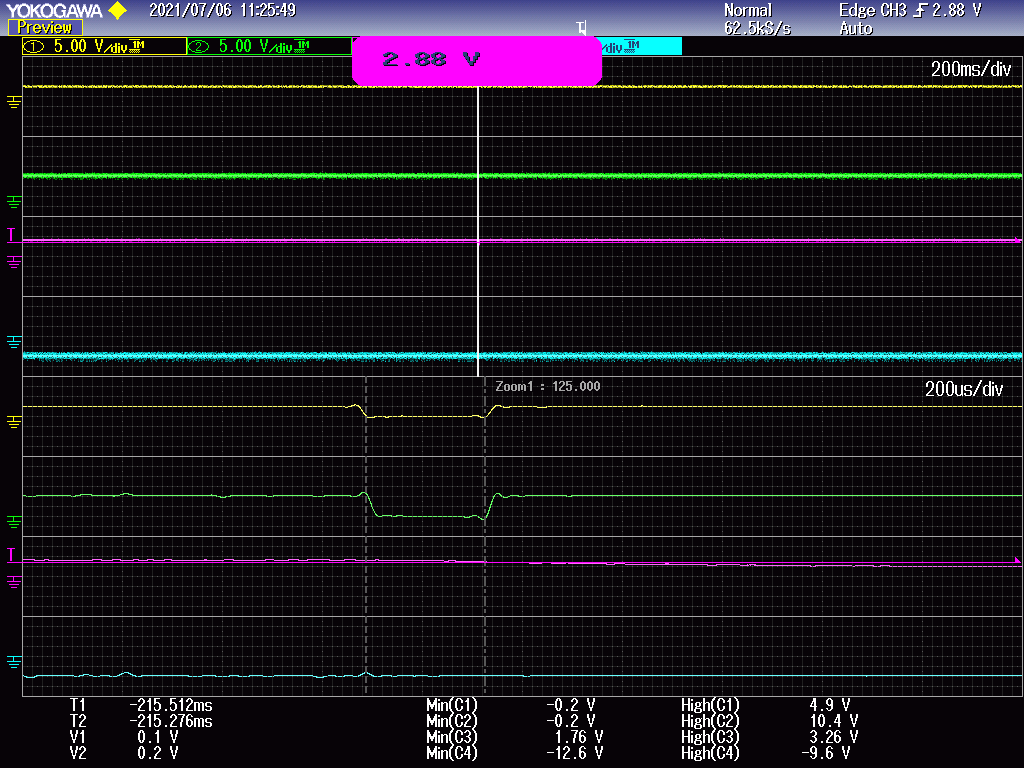 YOKOGAWA 2021/07/06 11:25:49 Normal Edge CH3 2.88 V
Preview T 62.5kS/s Auto
1 5.00 V/div 1M 2 5.00 V/div 1M 2.88 V /div 1M
200ms/div
T
Zoom1 : 125.000
200us/div
T
T1 -215.512ms Min(C1) -0.2 V High(C1) 4.9 V
T2 -215.276ms Min(C2) -0.2 V High(C2) 10.4 V
V1 0.1 V Min(C3) 1.76 V High(C3) 3.26 V
V2 0.2 V Min(C4) -12.6 V High(C4) -9.6 V